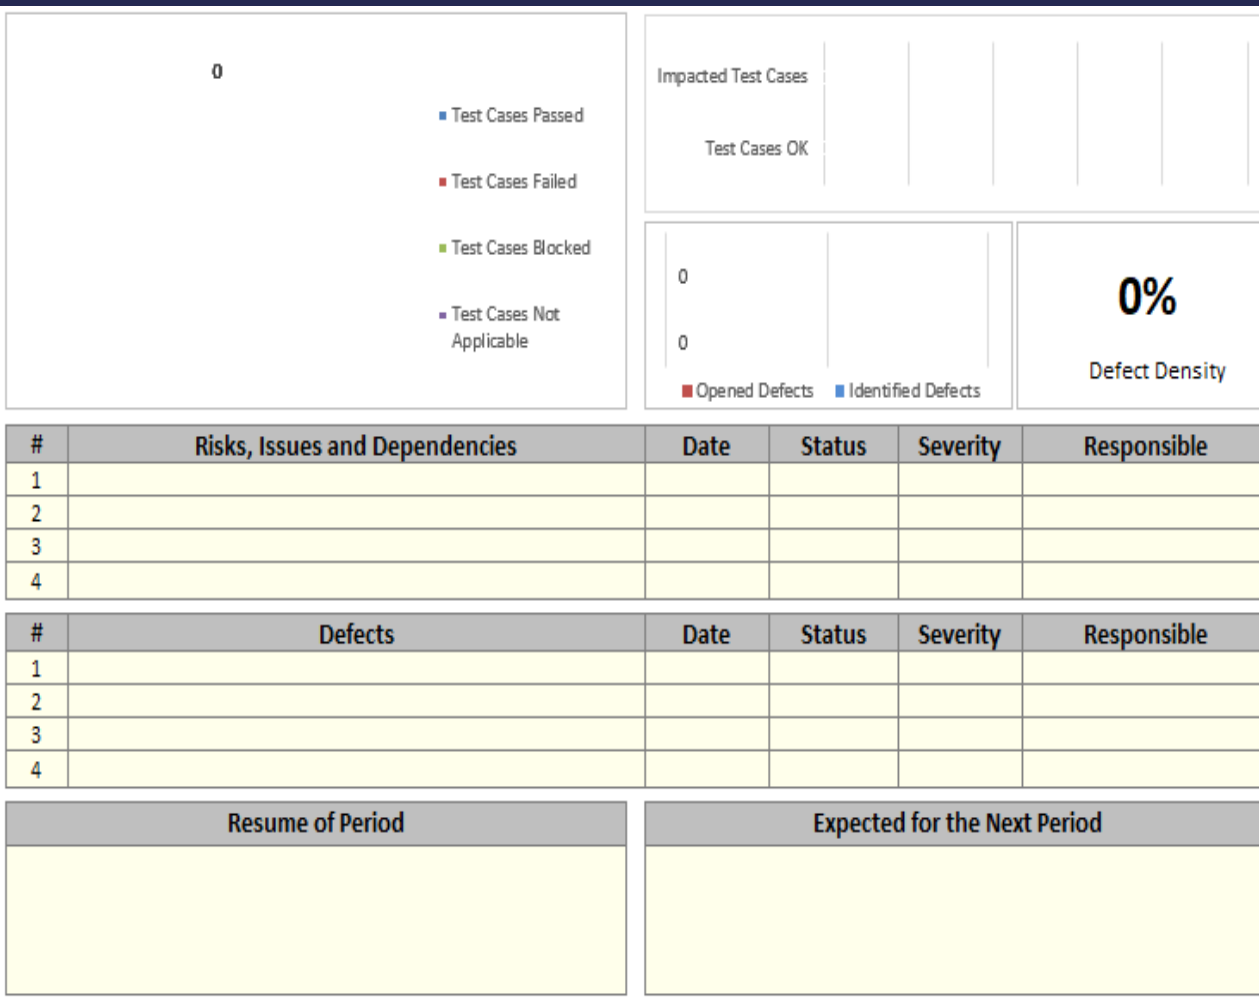 0
Test Cases Passed
Test Cases Failed
Test Cases Blocked
Test Cases Not
Applicable
Impacted Test Cases
Test Cases OK
0
0
Opened Defects Identified Defects
0%
Defect Density
# Risks, Issues and Dependencies Date Status Severity Responsible
1
2
3
4
# Defects Date Status Severity Responsible
1
2
3
4
Resume of Period Expected for the Next Period